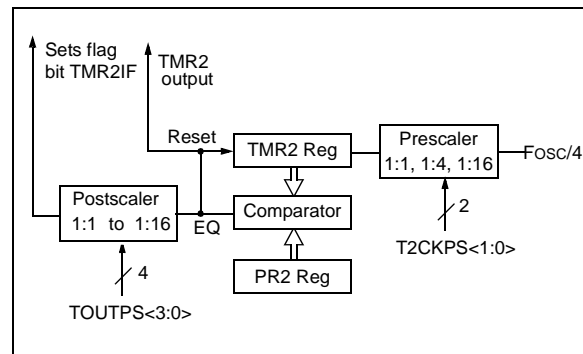 Sets flag
bit TMR2IF
TMR2
output
Reset
TMR2 Reg
Prescaler
1:1, 1:4, 1:16
FOSC/4
Postscaler
1:1 to 1:16
EQ
Comparator
2
T2CKPS<1:0>
4
PR2 Reg
TOUTPS<3:0>